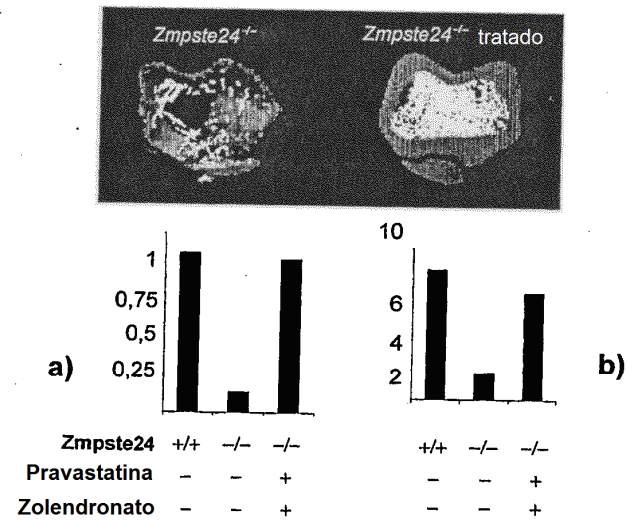 Zmpste24–/–
Zmpste24–/– tratado
1
0,75
0,5
0,25
a)
10
6
4
2
b)
Zmpste24 +/+ –/– –/– +/+ –/– –/–
Pravastatina – – + – – +
Zolendronato – – + – – +